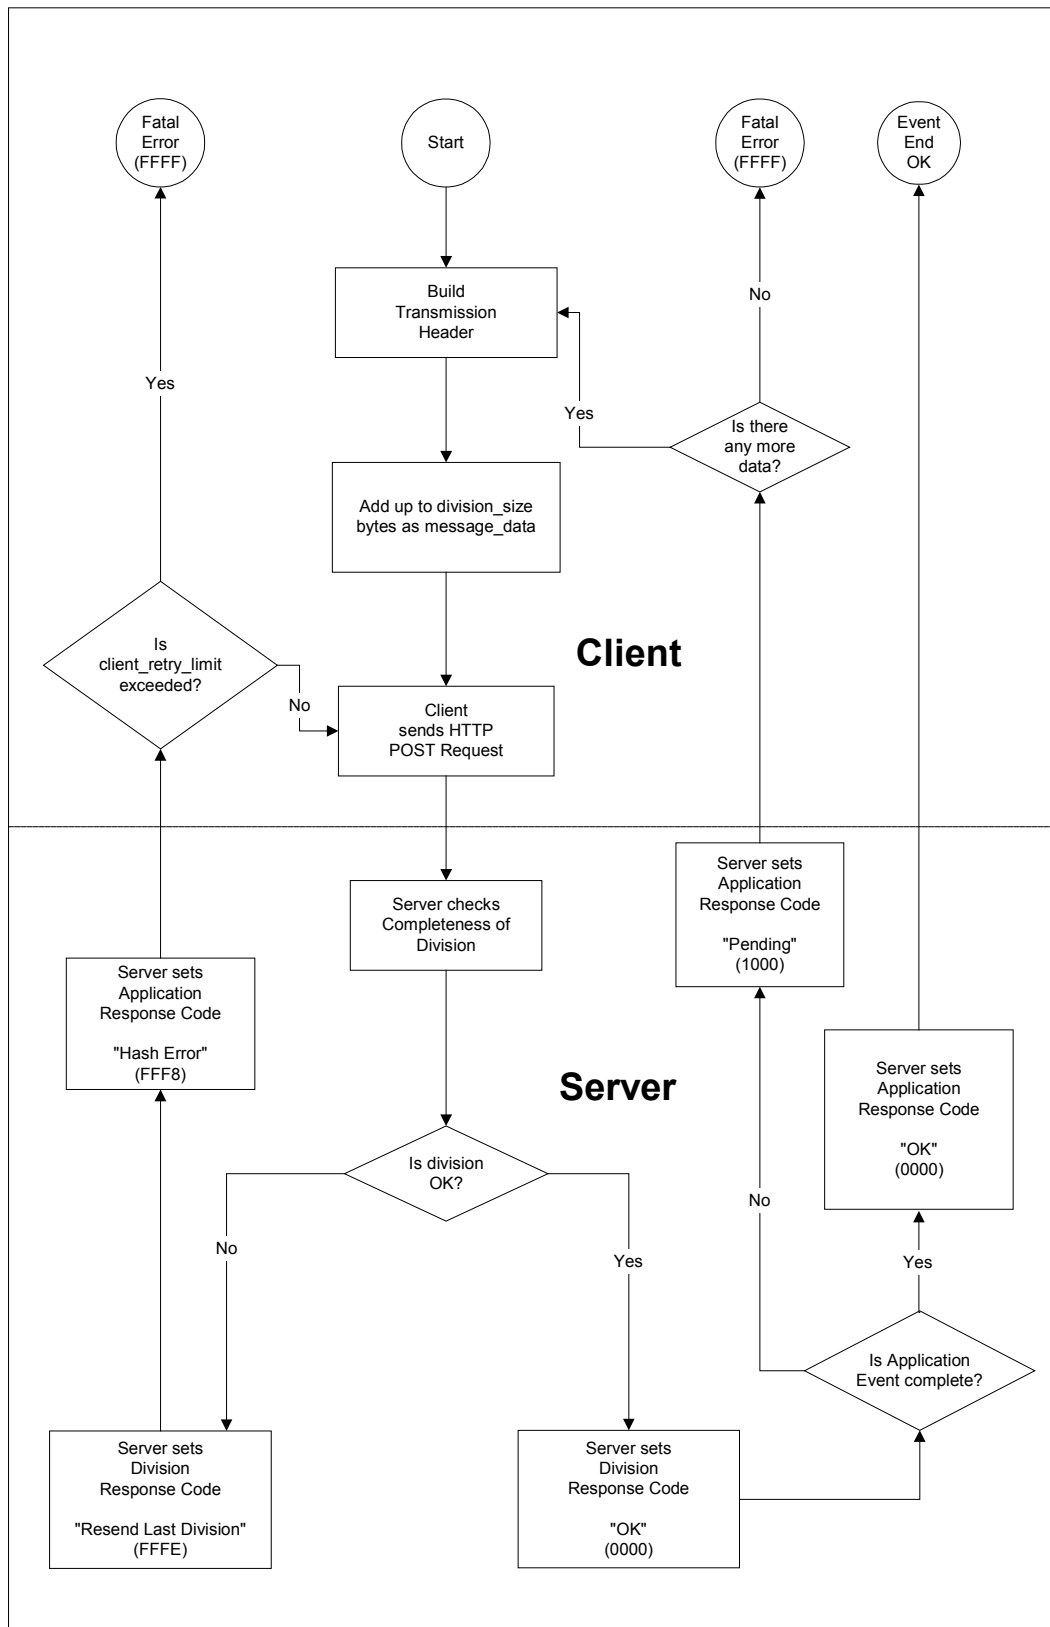 Fatal
Error
(FFFF)
Start
Fatal
Error
(FFFF)
Event
End
OK
Build
Transmission
Header
No
Yes
Yes
Is there
any more
data?
Add up to division_size
bytes as message_data
Is
client_retry_limit
exceeded?
Client
No
Client
sends HTTP
POST Request
Server sets
Application
Response Code
"Pending"
(1000)
Server checks
Completeness of
Division
Server sets
Application
Response Code
"Hash Error"
(FFF8)
Server
Server sets
Application
Response Code
"OK"
(0000)
Is division
OK?
No
No
Yes
Yes
Is Application
Event complete?
Server sets
Division
Response Code
"Resend Last Division"
(FFFE)
Server sets
Division
Response Code
"OK"
(0000)